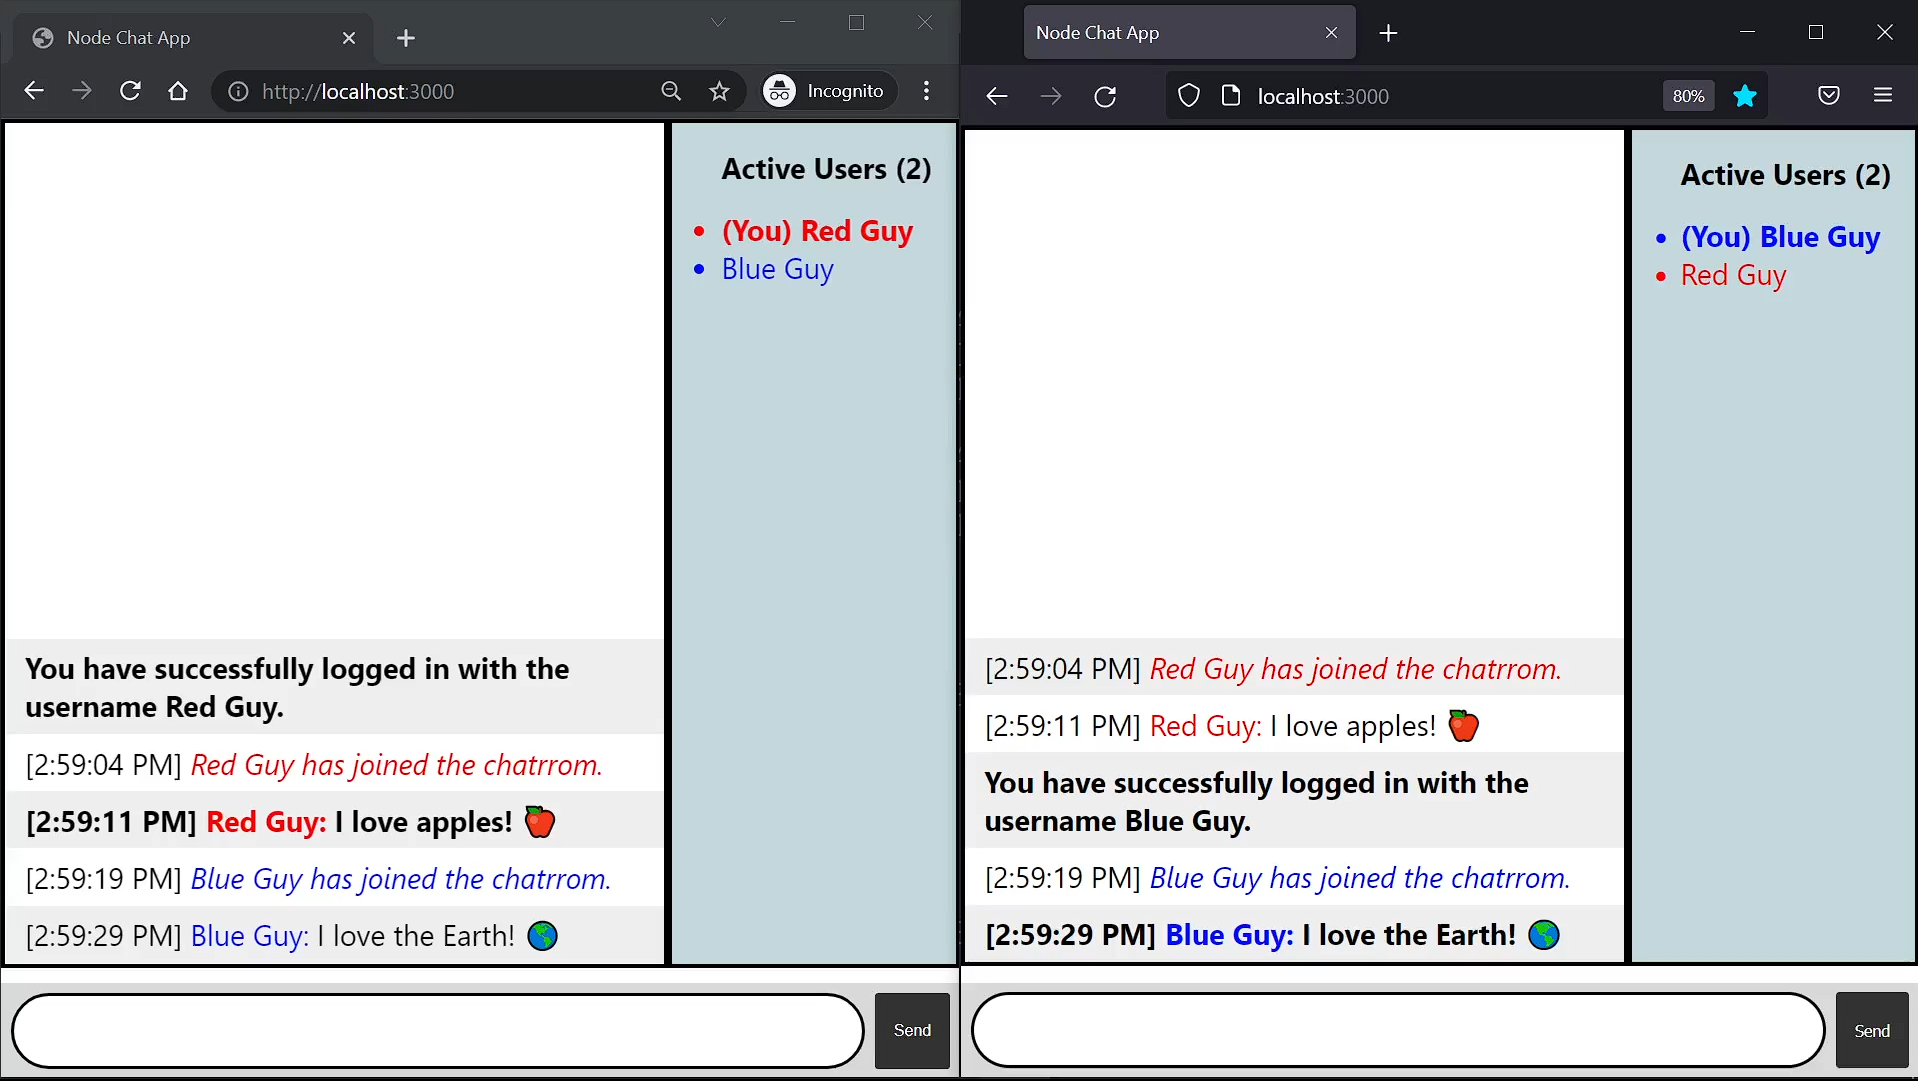 Node Chat App
http://localhost:3000
Incognito
Active Users (2)
(You) Red Guy
Blue Guy
You have successfully logged in with the
username Red Guy.
[2:59:04 PM] Red Guy has joined the chatrrom.
[2:59:11 PM] Red Guy: I love apples! 🍎
[2:59:19 PM] Blue Guy has joined the chatrrom.
[2:59:29 PM] Blue Guy: I love the Earth! 🌎
Send
Node Chat App
localhost:3000
80%
Active Users (2)
(You) Blue Guy
Red Guy
[2:59:04 PM] Red Guy has joined the chatrrom.
[2:59:11 PM] Red Guy: I love apples! 🍎
You have successfully logged in with the
username Blue Guy.
[2:59:19 PM] Blue Guy has joined the chatrrom.
[2:59:29 PM] Blue Guy: I love the Earth! 🌎
Send